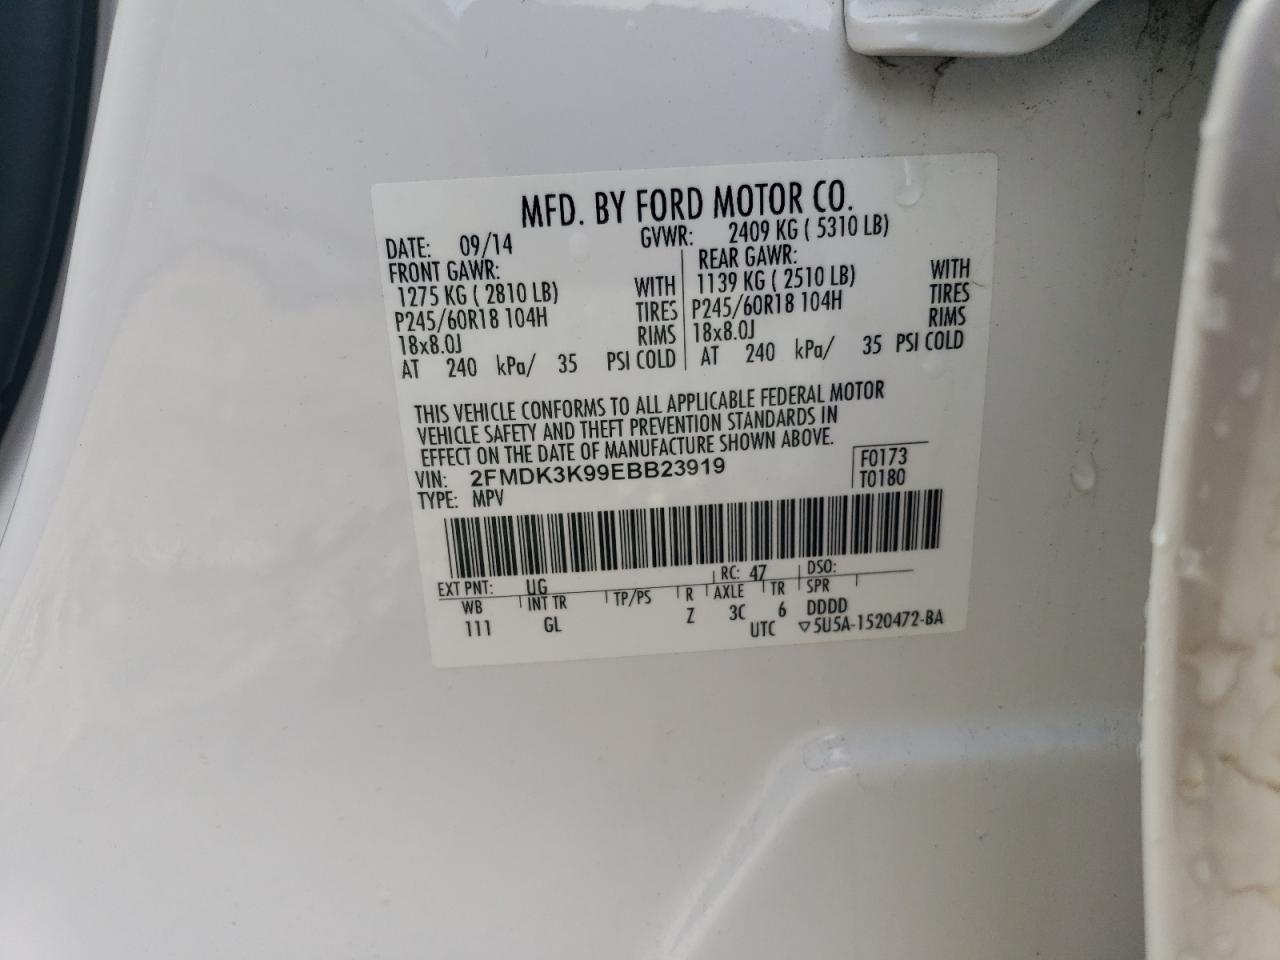 MFD. BY FORD MOTOR CO.
DATE: 09/14 GVWR: 2409 KG ( 5310 LB)
FRONT GAWR: REAR GAWR:
1275 KG ( 2810 LB) WITH 1139 KG ( 2510 LB) WITH
P245/60R18 104H TIRES P245/60R18 104H TIRES
18x8.0J RIMS 18x8.0J RIMS
AT 240 kPa/ 35 PSI COLD AT 240 kPa/ 35 PSI COLD
THIS VEHICLE CONFORMS TO ALL APPLICABLE FEDERAL MOTOR
VEHICLE SAFETY AND THEFT PREVENTION STANDARDS IN
EFFECT ON THE DATE OF MANUFACTURE SHOWN ABOVE.
VIN: 2FMDK3K99EBB23919 F0173
TYPE: MPV T0180
EXT PNT: UG RC: 47 DSO:
WB INT TR TP/PS R AXLE TR SPR
111 GL Z 3C 6 DDDD
UTC ▽5U5A-1520472-BA